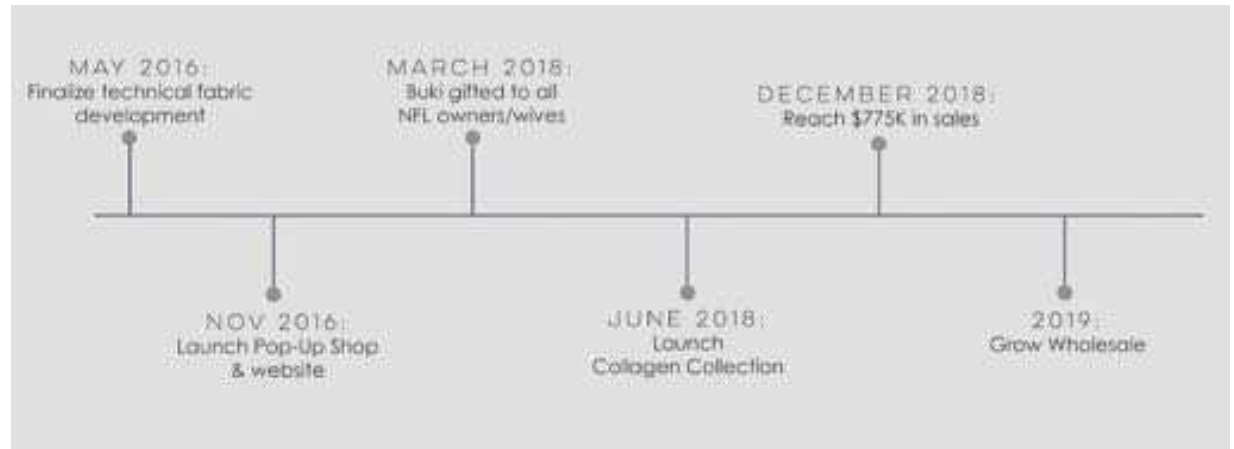 MAY 2016:
Finalize technical fabric
development
NOV 2016:
Launch Pop-Up Shop
& website
MARCH 2018:
Buki gifted to all
NFL owners/wives
JUNE 2018:
Launch
Collagen Collection
DECEMBER 2018:
Reach $775K in sales
2019:
Grow Wholesale